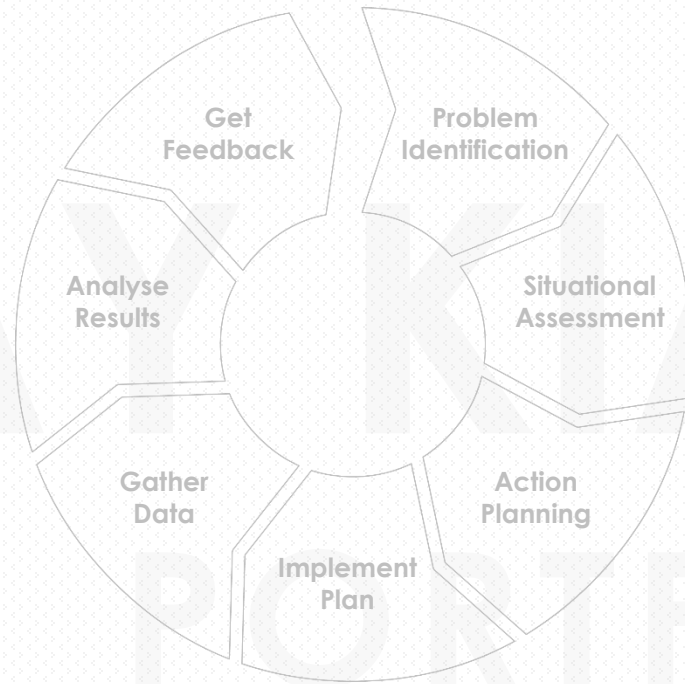 Get
Feedback
Problem
Identification
Situational
Assessment
Action
Planning
Implement
Plan
Gather
Data
Analyse
Results